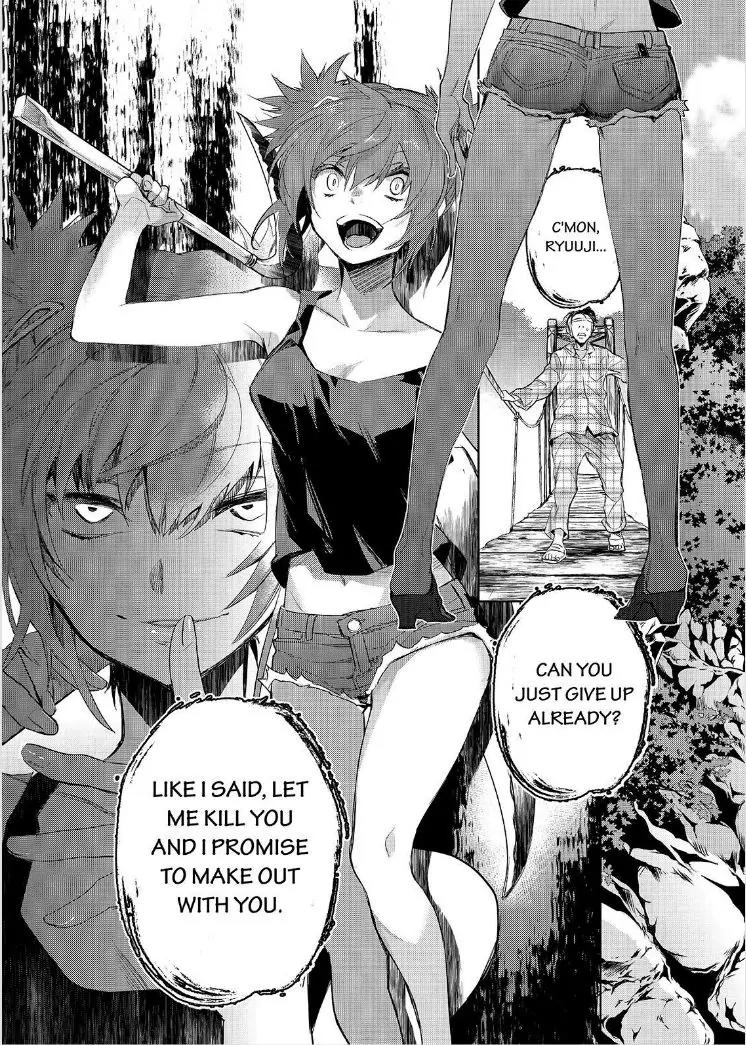 C'MON,
RYUUJI...
CAN YOU
JUST GIVE UP
ALREADY?
LIKE I SAID, LET
ME KILL YOU
AND I PROMISE
TO MAKE OUT
WITH YOU.